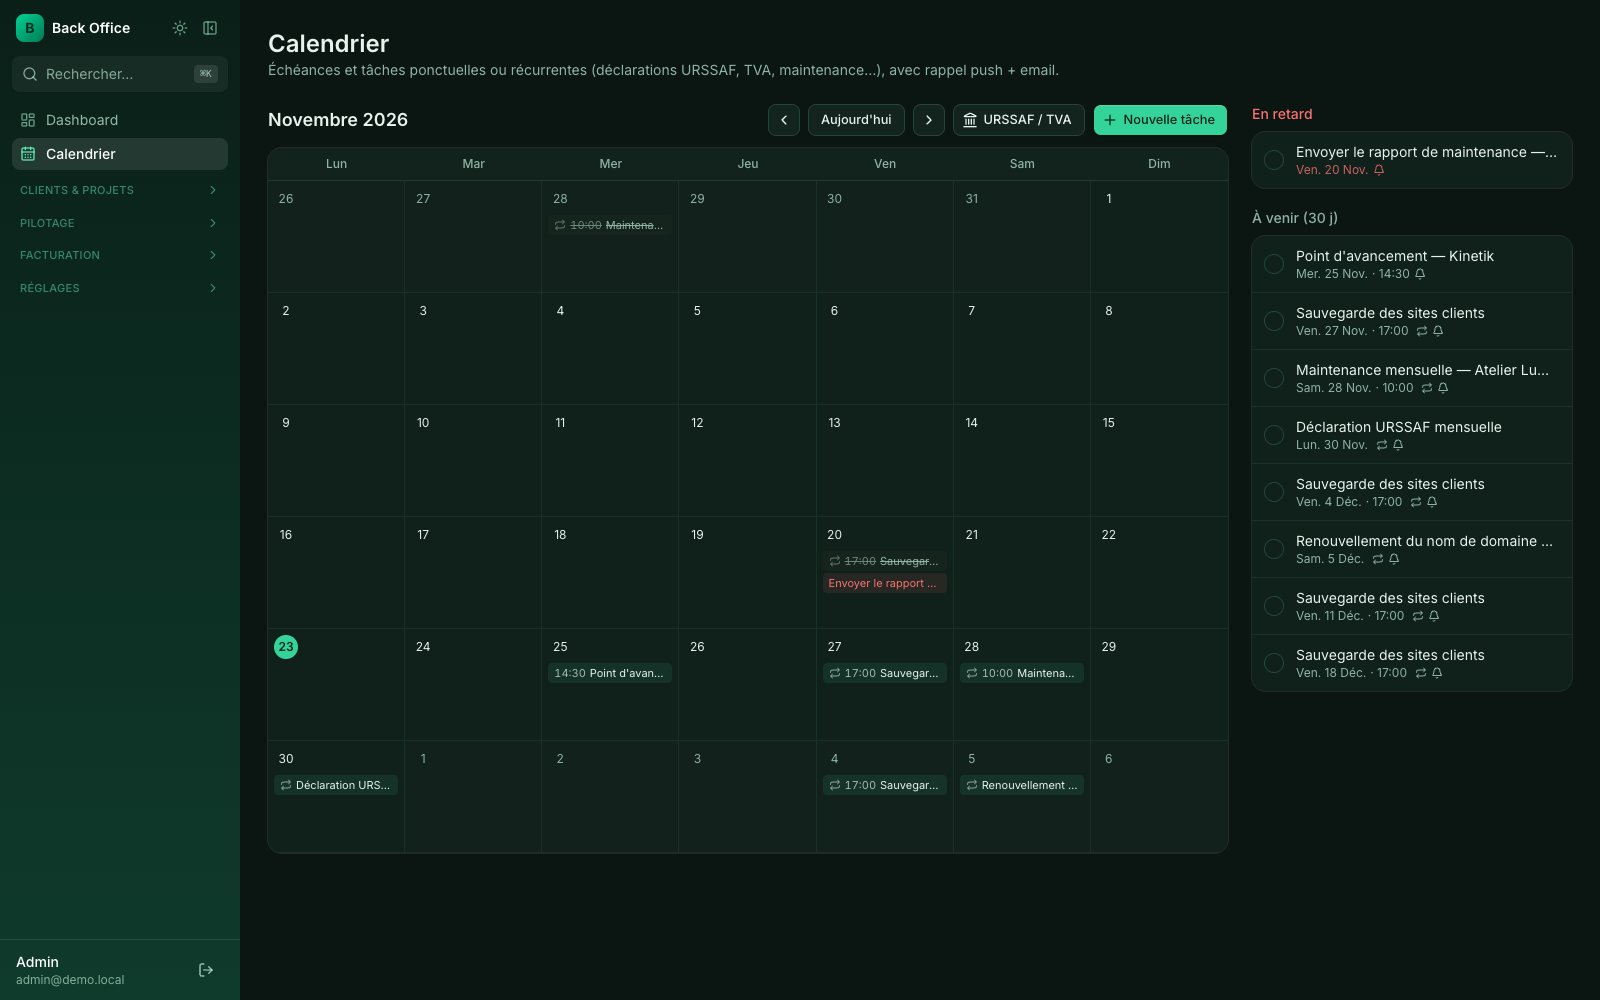 B Back Office
Rechercher... ⌘K
Dashboard
Calendrier
CLIENTS & PROJETS
PILOTAGE
FACTURATION
RÉGLAGES
Admin
admin@demo.local
Calendrier
Échéances et tâches ponctuelles ou récurrentes (déclarations URSSAF, TVA, maintenance...), avec rappel push + email.
Novembre 2026
Aujourd'hui
URSSAF / TVA
Nouvelle tâche
Lun Mar Mer Jeu Ven Sam Dim
26 27 28 29 30 31 1
10:00 Maintena...
2 3 4 5 6 7 8
9 10 11 12 13 14 15
16 17 18 19 20 21 22
17:00 Sauvegar...
Envoyer le rapport ...
23 24 25 26 27 28 29
14:30 Point d'avan... 17:00 Sauvegar... 10:00 Maintena...
30 1 2 3 4 5 6
Déclaration URS... 17:00 Sauvegar... Renouvellement ...
En retard
Envoyer le rapport de maintenance —...
Ven. 20 Nov.
À venir (30 j)
Point d'avancement — Kinetik
Mer. 25 Nov. · 14:30
Sauvegarde des sites clients
Ven. 27 Nov. · 17:00
Maintenance mensuelle — Atelier Lu...
Sam. 28 Nov. · 10:00
Déclaration URSSAF mensuelle
Lun. 30 Nov.
Sauvegarde des sites clients
Ven. 4 Déc. · 17:00
Renouvellement du nom de domaine ...
Sam. 5 Déc.
Sauvegarde des sites clients
Ven. 11 Déc. · 17:00
Sauvegarde des sites clients
Ven. 18 Déc. · 17:00